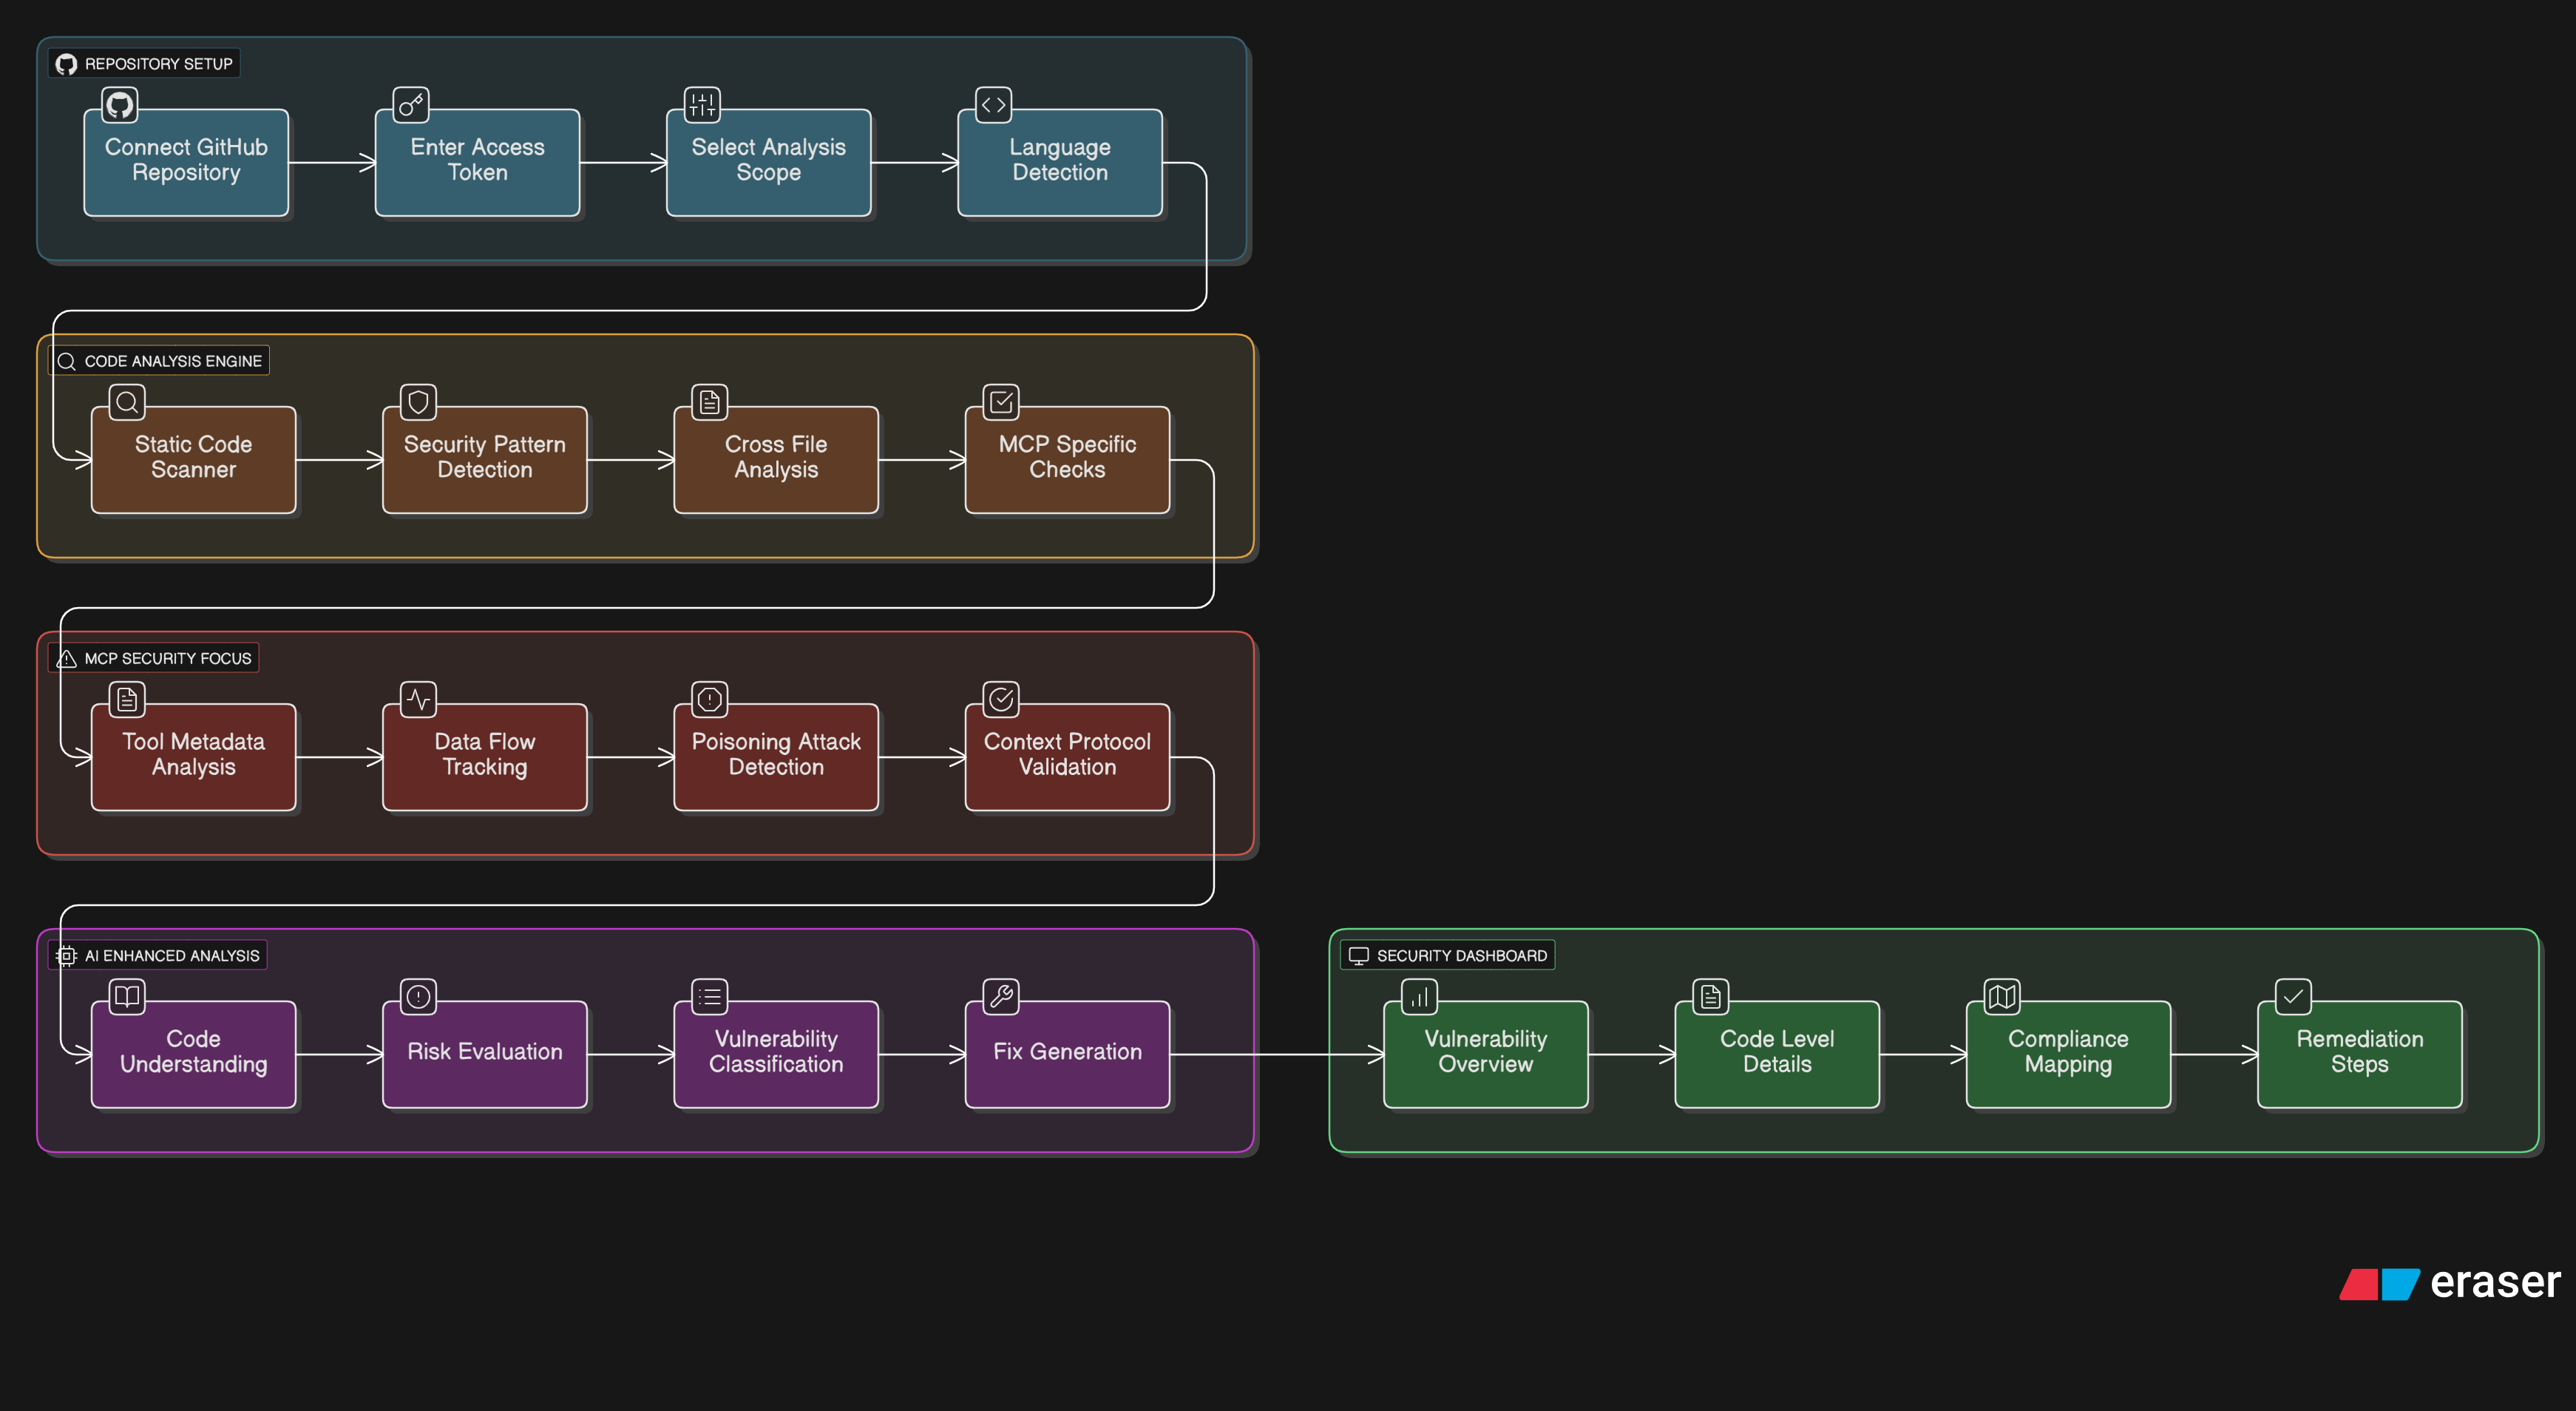 REPOSITORY SETUP
Connect GitHub
Repository
Enter Access
Token
Select Analysis
Scope
Language
Detection
CODE ANALYSIS ENGINE
Static Code
Scanner
Security Pattern
Detection
Cross File
Analysis
MCP Specific
Checks
MCP SECURITY FOCUS
Tool Metadata
Analysis
Data Flow
Tracking
Poisoning Attack
Detection
Context Protocol
Validation
AI ENHANCED ANALYSIS
Code
Understanding
Risk Evaluation
Vulnerability
Classification
Fix Generation
SECURITY DASHBOARD
Vulnerability
Overview
Code Level
Details
Compliance
Mapping
Remediation
Steps
eraser